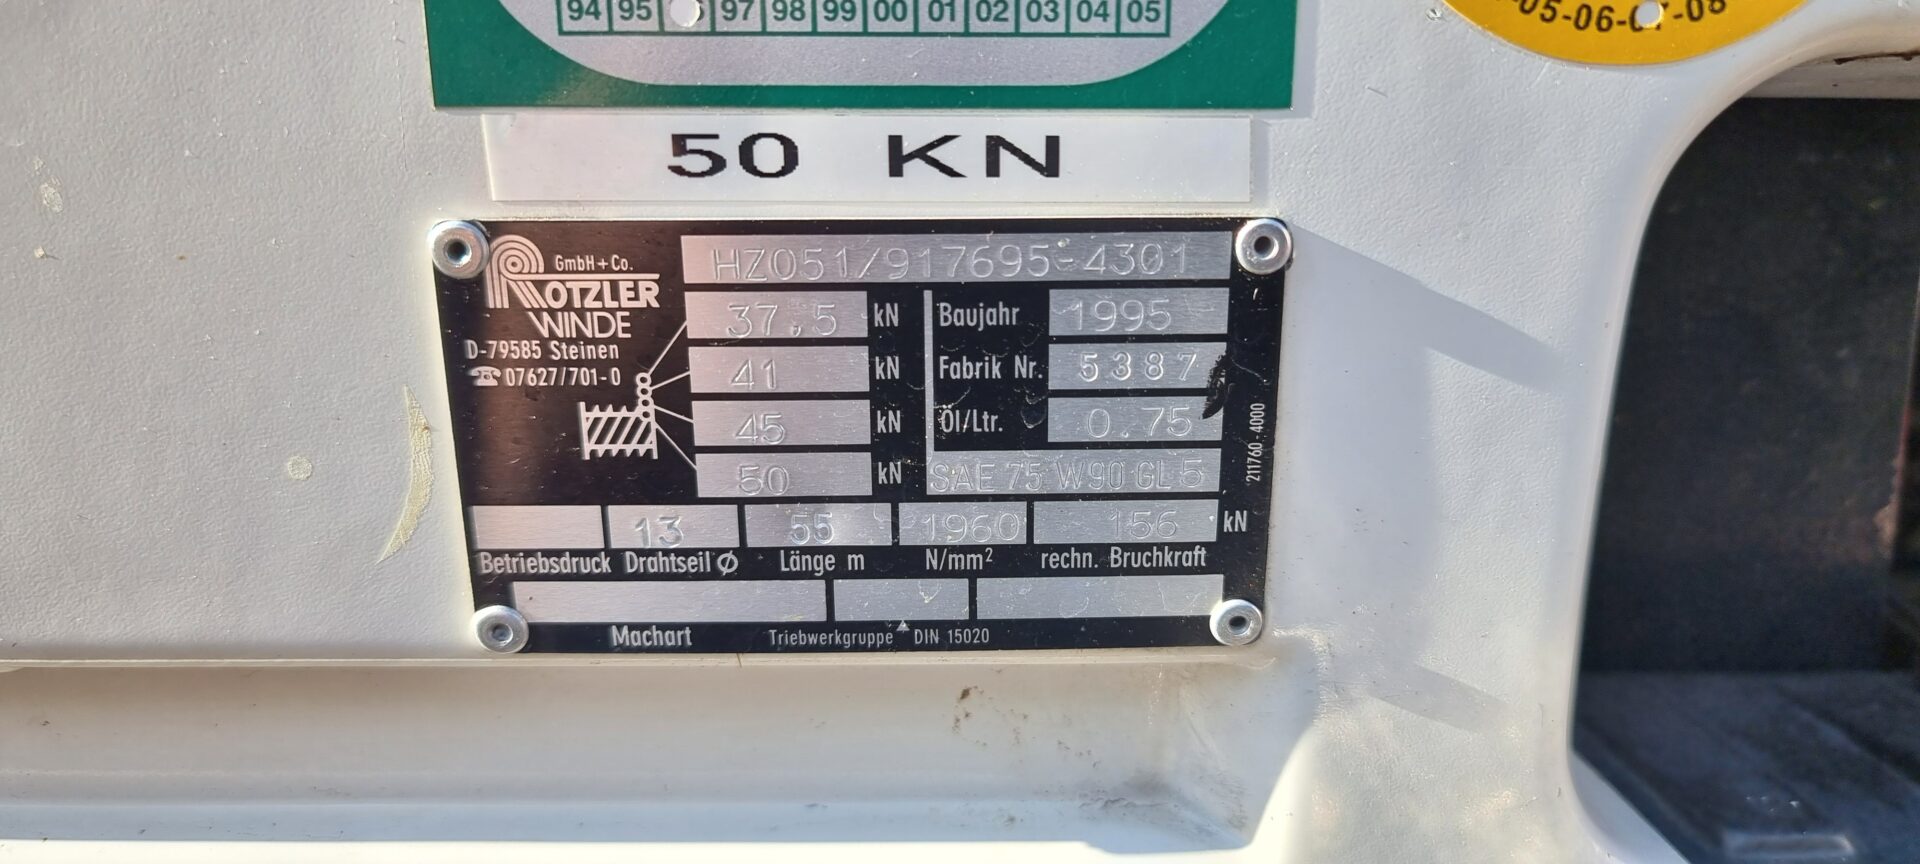 94 95 97 98 99 00 01 02 03 04 05
05-06-07-08
50 KN
GmbH + Co.
ROTZLER
WINDE
D-79585 Steinen
☎ 07627/701-0
HZ051/917695-4301
37,5 kN
41 kN
45 kN
50 kN
Baujahr 1995
Fabrik Nr. 5387
Öl/Ltr. 0.75
SAE 75 W90 GL5
211760-4000
13 55 1960 156 kN
Betriebsdruck Drahtseil Ø Länge m N/mm² rechn. Bruchkraft
Machart Triebwerkgruppe DIN 15020